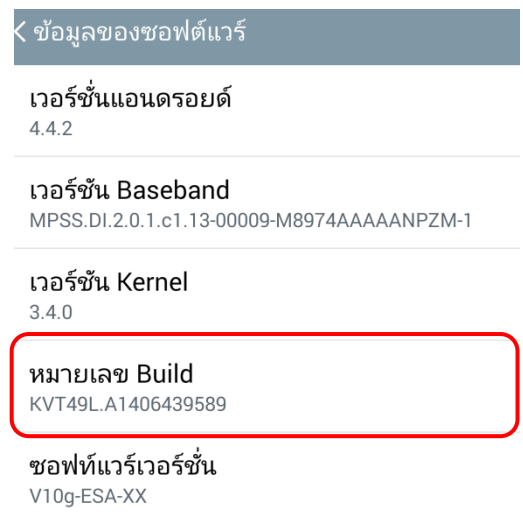 ข้อมูลของซอฟต์แวร์
เวอร์ชั่นแอนดรอยด์
4.4.2
เวอร์ชัน Baseband
MPSS.DI.2.0.1.c1.13-00009-M8974AAAAANPZM-1
เวอร์ชัน Kernel
3.4.0
หมายเลข Build
KVT49L.A1406439589
ซอฟท์แวร์เวอร์ชั่น
V10g-ESA-XX